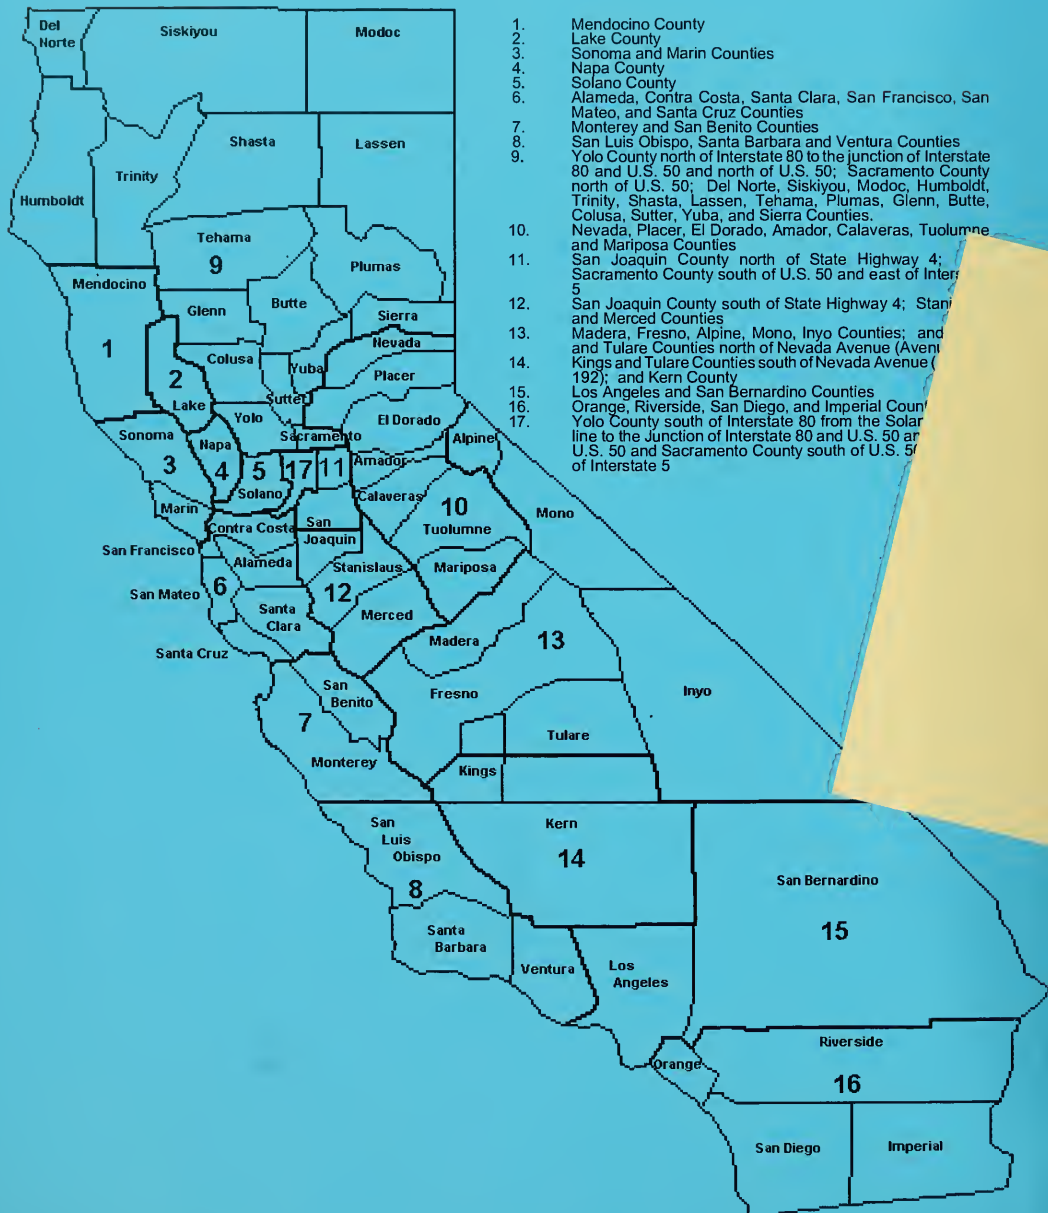 1. Mendocino County
2. Lake County
3. Sonoma and Marin Counties
4. Napa County
5. Solano County
6. Alameda, Contra Costa, Santa Clara, San Francisco, San
Mateo, and Santa Cruz Counties
7. Monterey and San Benito Counties
8. San Luis Obispo, Santa Barbara and Ventura Counties
9. Yolo County north of Interstate 80 to the junction of Interstate
80 and U.S. 50 and north of U.S. 50; Sacramento County
north of U.S. 50; Del Norte, Siskiyou, Modoc, Humboldt,
Trinity, Shasta, Lassen, Tehama, Plumas, Glenn, Butte,
Colusa, Sutter, Yuba, and Sierra Counties.
10. Nevada, Placer, El Dorado, Amador, Calaveras, Tuolumne
and Mariposa Counties
11. San Joaquin County north of State Highway 4;
Sacramento County south of U.S. 50 and east of
5
12. San Joaquin County south of State Highway 4;
and Merced Counties
13. Madera, Fresno, Alpine, Mono, Inyo Counties; and
and Tulare Counties north of Nevada Avenue
14. Kings and Tulare Counties south of Nevada Avenue (
192); and Kern County
15. Los Angeles and San Bernardino Counties
16. Orange, Riverside, San Diego, and Imperial
17. Yolo County south of Interstate 80 from the
line to the Junction of Interstate 80 and U.S. 50
U.S. 50 and Sacramento County south of U.S.
of Interstate 5
Del
Norte
Siskiyou
Modoc
Shasta
Lassen
Trinity
Humboldt
Tehama
9
Plumas
Mendocino
Glenn
Butte
Sierra
Nevada
1
Colusa
Yuba
Placer
2
Lake
Sutter
Yolo
El Dorado
Sonoma
Napa
Sacramento
Alpine
3
4
5
17
11
Amador
Solano
Calaveras
10
Marin
Contra Costa
San
Joaquin
Tuolumne
Mono
San Francisco
Alameda
Stanislaus
Mariposa
San Mateo
6
12
Santa
Clara
Merced
Santa Cruz
Madera
13
San
Benito
Fresno
Inyo
7
Tulare
Monterey
Kings
San
Luis
Obispo
Kern
14
8
San Bernardino
Santa
Barbara
15
Ventura
Los
Angeles
Riverside
Orange
16
San Diego
Imperial